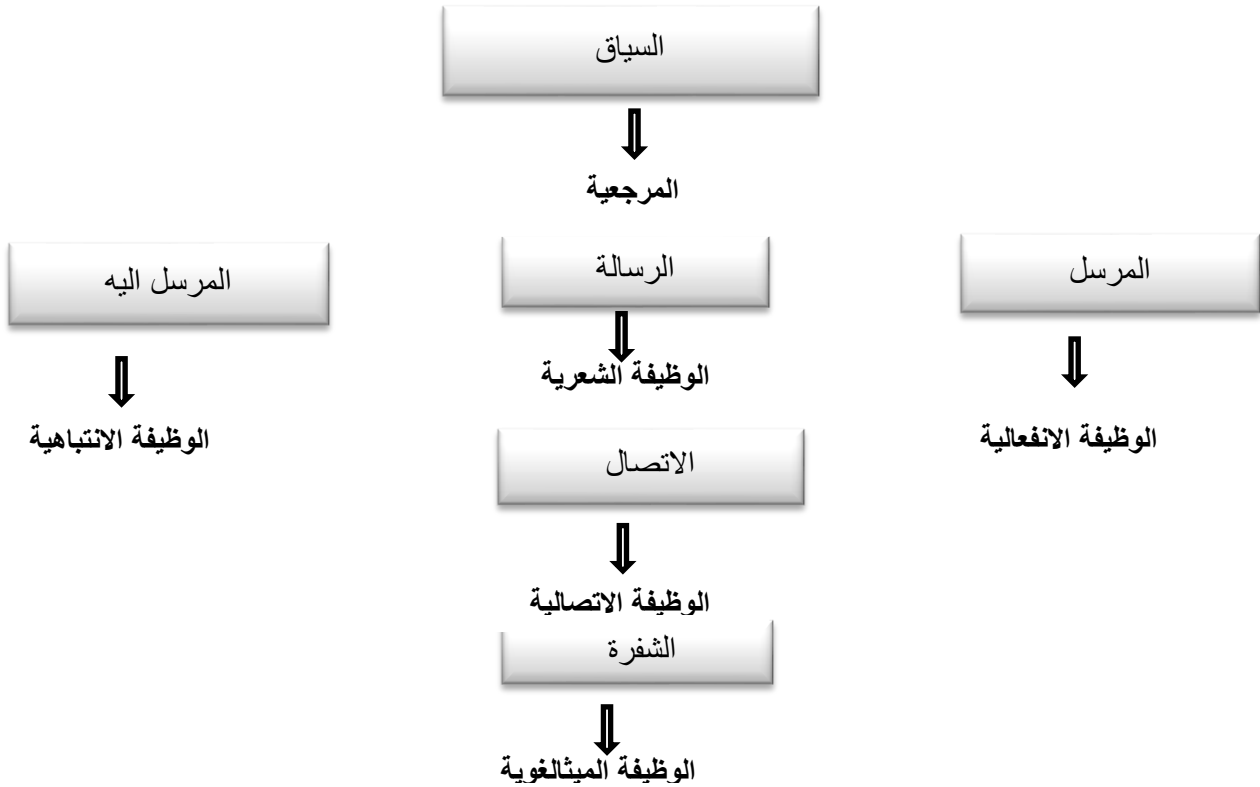 السياق
المرجعية
المرسل
الرسالة
المرسل اليه
الوظيفة الانفعالية
الوظيفة الشعرية
الوظيفة الانتباهية
الاتصال
الوظيفة الاتصالية
الشفرة
الوظيفة الميثالغوية